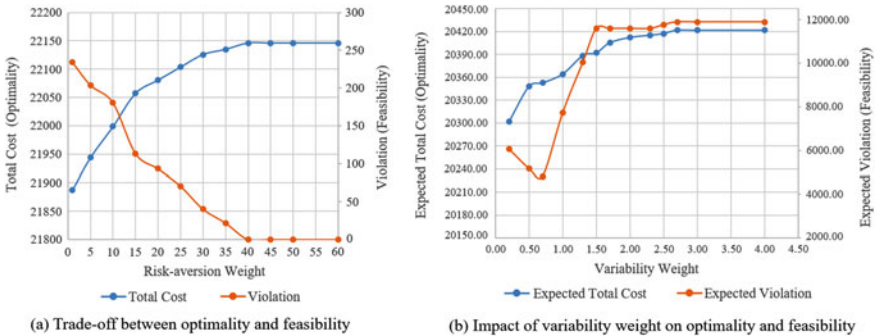 22200
22150
22100
22050
22000
21950
21900
21850
21800
Total Cost (Optimality)
300
250
200
150
100
50
0
Violation (Feasibility)
0 5 10 15 20 25 30 35 40 45 50 60
Risk-aversion Weight
Total Cost Violation
(a) Trade-off between optimality and feasibility
20450.00
20420.00
20390.00
20360.00
20330.00
20300.00
20270.00
20240.00
20210.00
20180.00
20150.00
Expected Total Cost (Optimality)
12000.00
10000.00
8000.00
6000.00
4000.00
2000.00
Expected Violation (Feasibility)
0.00 0.50 1.00 1.50 2.00 2.50 3.00 3.50 4.00 4.50
Variability Weight
Expected Total Cost Expected Violation
(b) Impact of variability weight on optimality and feasibility